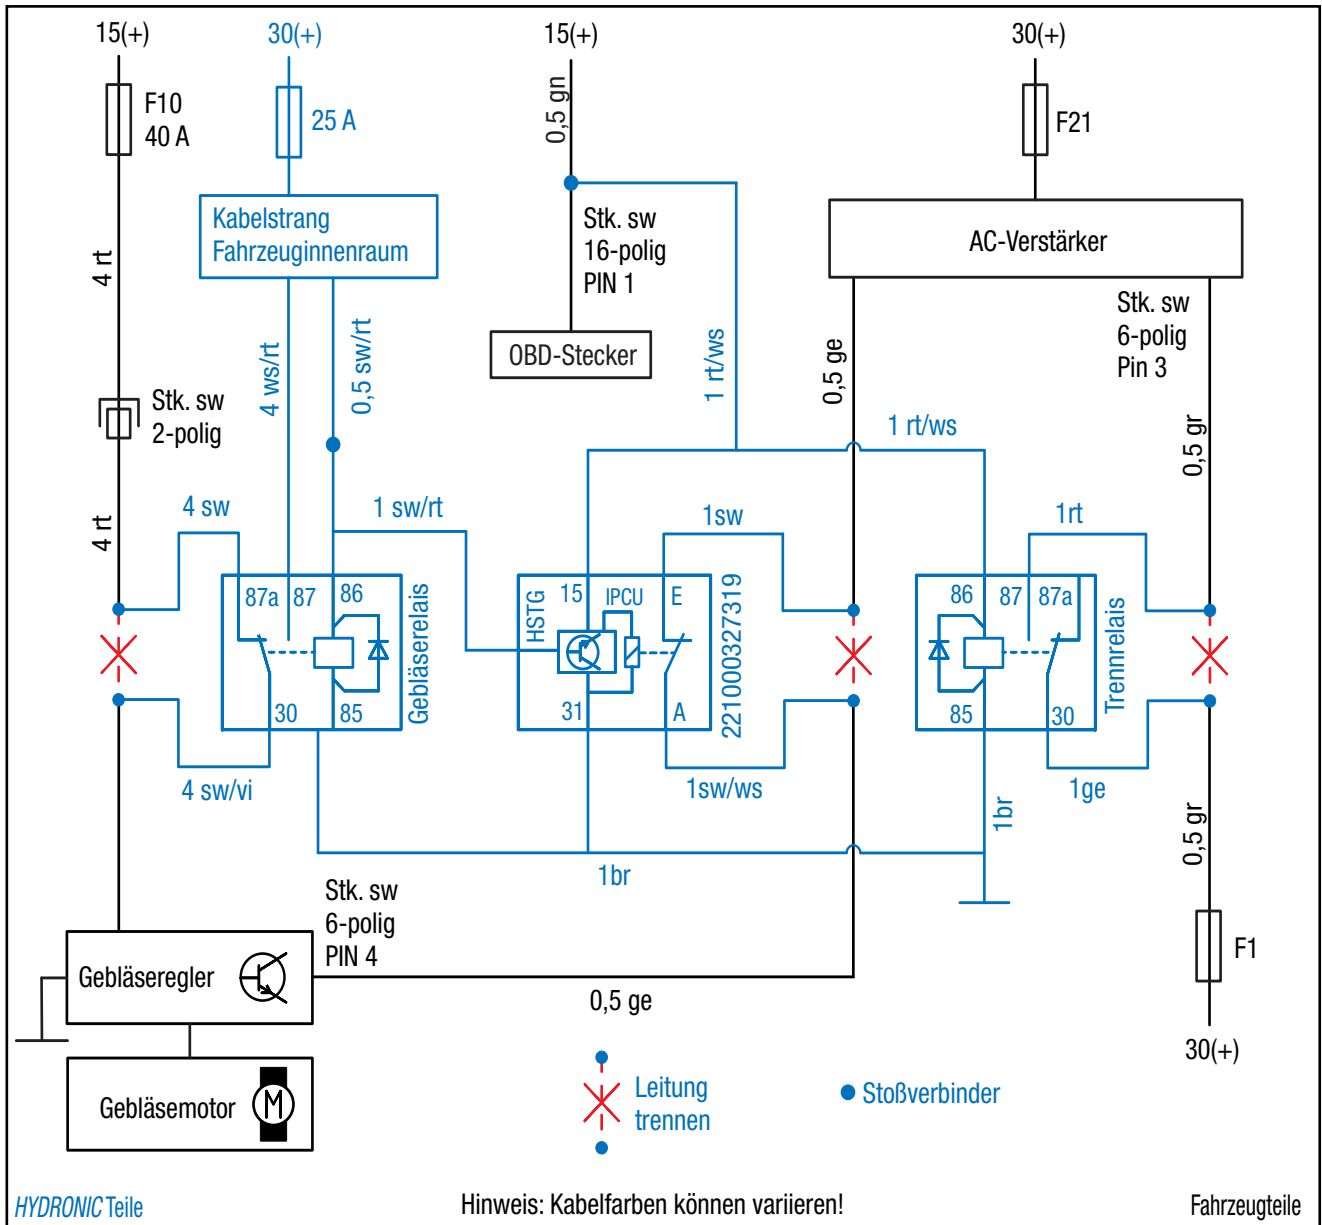 15(+)
30(+)
15(+)
30(+)
F10
40 A
25 A
0,5 gn
F21
Kabelstrang
Fahrzeuginnenraum
Stk. sw
16-polig
PIN 1
AC-Verstärker
4 rt
4 ws/rt
0,5 sw/rt
OBD-Stecker
1 rt/ws
0,5 ge
Stk. sw
6-polig
Pin 3
Stk. sw
2-polig
1 rt/ws
0,5 gr
4 rt
4 sw
1 sw/rt
1sw
1rt
87a
87
86
Gebläserelais
30
85
HSTG
15
IPCU
E
31
A
221000327319
86
87
87a
85
30
Trennrelais
4 sw/vi
1sw/ws
1ge
1br
1br
0,5 gr
Stk. sw
6-polig
PIN 4
Gebläseregler
0,5 ge
F1
30(+)
Gebläsemotor
M
Leitung
trennen
Stoßverbinder
HYDRONIC Teile
Hinweis: Kabelfarben können variieren!
Fahrzeugteile